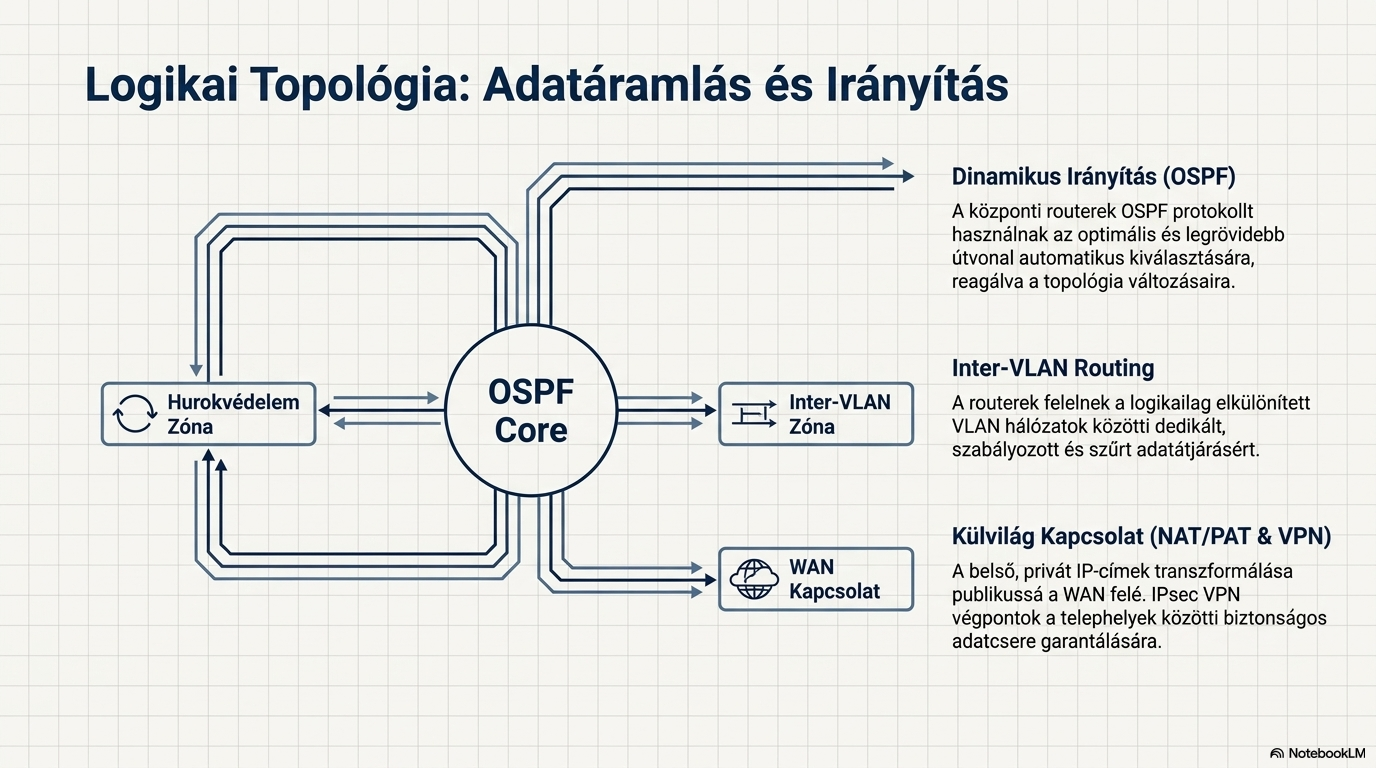 Logikai Topológia: Adatáramlás és Irányítás
Hurokvédelem
Zóna
OSPF
Core
Inter-VLAN
Zóna
WAN
Kapcsolat
Dinamikus Irányítás (OSPF)
A központi routerek OSPF protokollt
használnak az optimális és legrövidebb
útvonal automatikus kiválasztására,
reagálva a topológia változásaira.
Inter-VLAN Routing
A routerek felelnek a logikailag elkülönített
VLAN hálózatok közötti dedikált,
szabályozott és szűrt adatátjárásért.
Külvilág Kapcsolat (NAT/PAT & VPN)
A belső, privát IP-címek transzformálása
publikussá a WAN felé. IPsec VPN
végpontok a telephelyek közötti biztonságos
adatcsere garantálására.
NotebookLM